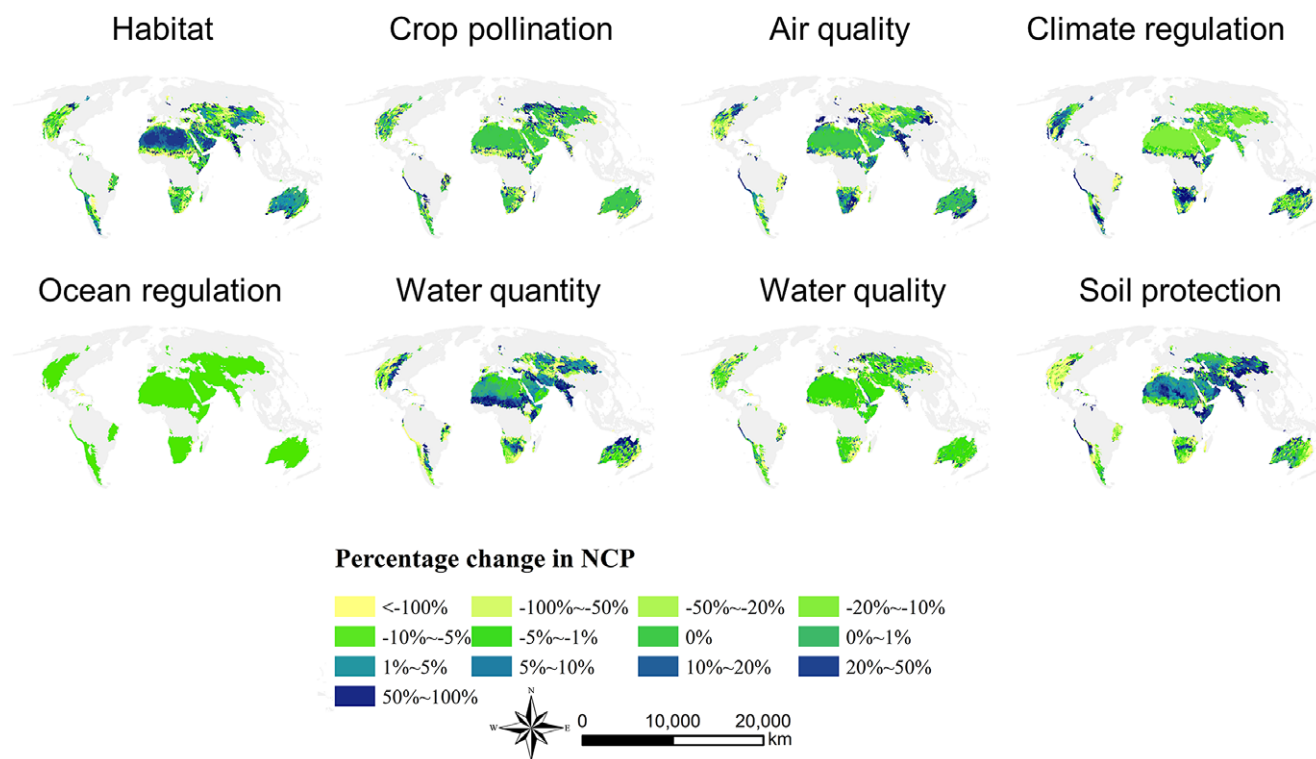 Habitat Crop pollination Air quality Climate regulation
Ocean regulation Water quantity Water quality Soil protection
Percentage change in NCP
<-100% -100%~-50% -50%~-20% -20%~-10%
-10%~-5% -5%~-1% 0% 0%~1%
1%~5% 5%~10% 10%~20% 20%~50%
50%~100%
N
W E
S
0 10,000 20,000
km